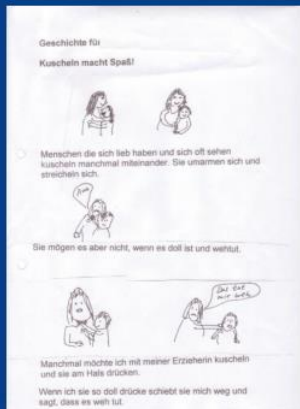 Geschichte für
Kuscheln macht Spaß!
Menschen die sich lieb haben und sich oft sehen
kuscheln manchmal miteinander. Sie umarmen sich und
streicheln sich.
Sie mögen es aber nicht, wenn es doll ist und wehtut.
Das tut
mir weh
Manchmal möchte ich mit meiner Erzieherin kuscheln
und sie am Hals drücken.
Wenn ich sie so doll drücke schiebt sie mich weg und
sagt, dass es weh tut.